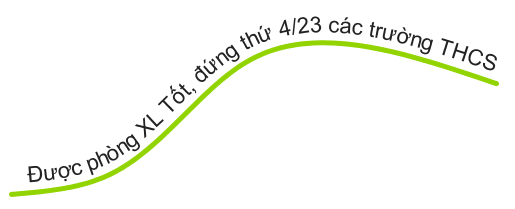 Được phòng XL Tốt, đứng thứ 4/23 các trường THCS